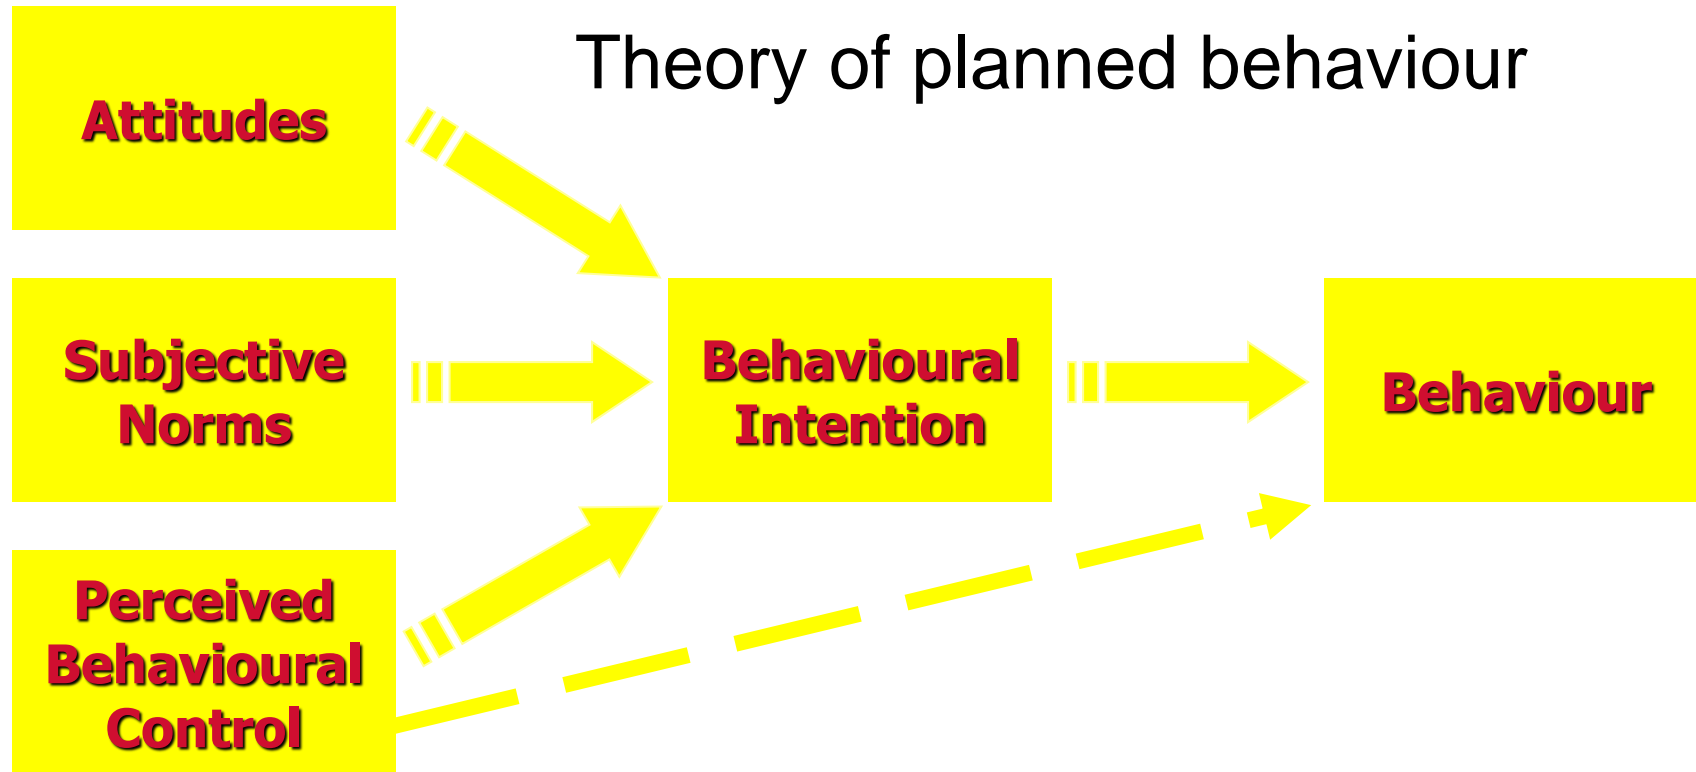 Theory of planned behaviour
Attitudes
Subjective
Norms
Perceived
Behavioural
Control
Behavioural
Intention
Behaviour